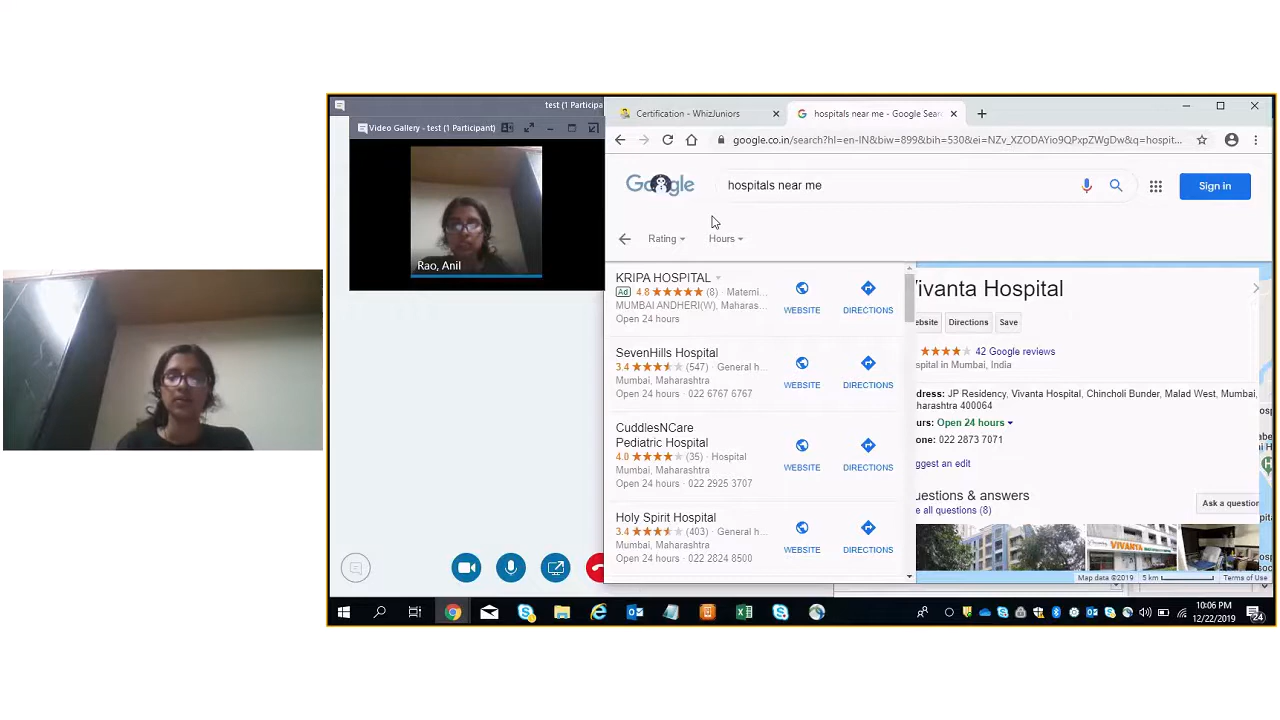 test (1 Participa
Video Gallery - test (1 Participant)
Rao, Anil
Certification - WhizJuniors
hospitals near me - Google Sear
google.co.in/search?hl=en-IN&biw=899&bih=530&ei=NZv_XZODAYio9QPxpZWgDw&q=hospit...
Google
hospitals near me
Sign in
Rating
Hours
KRIPA HOSPITAL
Ad 4.8 (8) · Materni...
MUMBAI ANDHERI(W), Maharas...
Open 24 hours
WEBSITE
DIRECTIONS
SevenHills Hospital
3.4 (547) · General h...
Mumbai, Maharashtra
Open 24 hours · 022 6767 6767
WEBSITE
DIRECTIONS
CuddlesNCare
Pediatric Hospital
4.0 (35) · Hospital
Mumbai, Maharashtra
Open 24 hours · 022 2925 3707
WEBSITE
DIRECTIONS
Holy Spirit Hospital
3.4 (403) · General h...
Mumbai, Maharashtra
Open 24 hours · 022 2824 8500
WEBSITE
DIRECTIONS
Vivanta Hospital
ebsite
Directions
Save
42 Google reviews
spital in Mumbai, India
dress: JP Residency, Vivanta Hospital, Chincholi Bunder, Malad West, Mumbai,
harashtra 400064
urs: Open 24 hours
one: 022 2873 7071
ggest an edit
uestions & answers
e all questions (8)
Ask a question
VIVANTA
Map data ©2019
5 km
Terms of Use
10:06 PM
12/22/2019
24